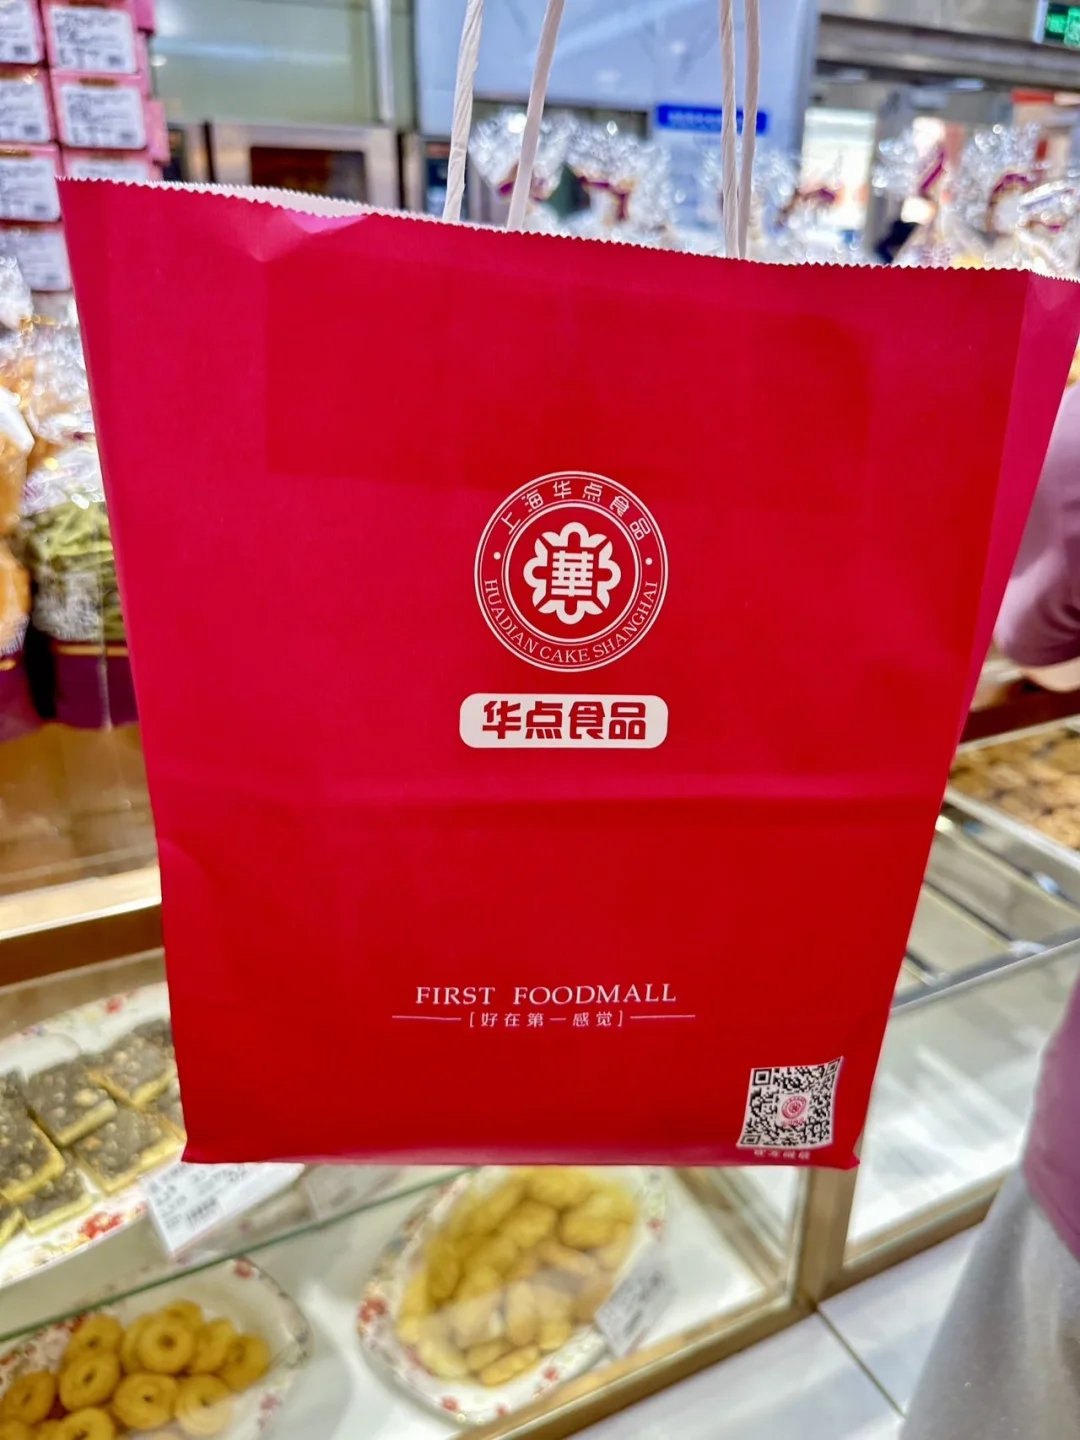 上海华点食品
華
HUADIAN CAKE SHANGHAI
华点食品
FIRST FOODMALL
[好在第一感觉]